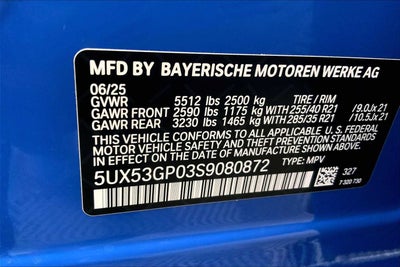 MFD BY BAYERISCHE MOTOREN WERKE AG
06/25
GVWR 5512 lbs 2500 kg TIRE / RIM
GAWR FRONT 2590 lbs 1175 kg WITH 255/40 R21 / 9.0Jx 21
GAWR REAR 3230 lbs 1465 kg WITH 285/35 R21 / 10.5Jx 21
THIS VEHICLE CONFORMS TO ALL APPLICABLE
FEDERAL MOTOR VEHICLE SAFETY STANDARDS
IN EFFECT ON THE DATE OF MANUFACTURE
SHOWN ABOVE.
5UX53GP03S9080872 TYPE: MPV
327
7 320 730